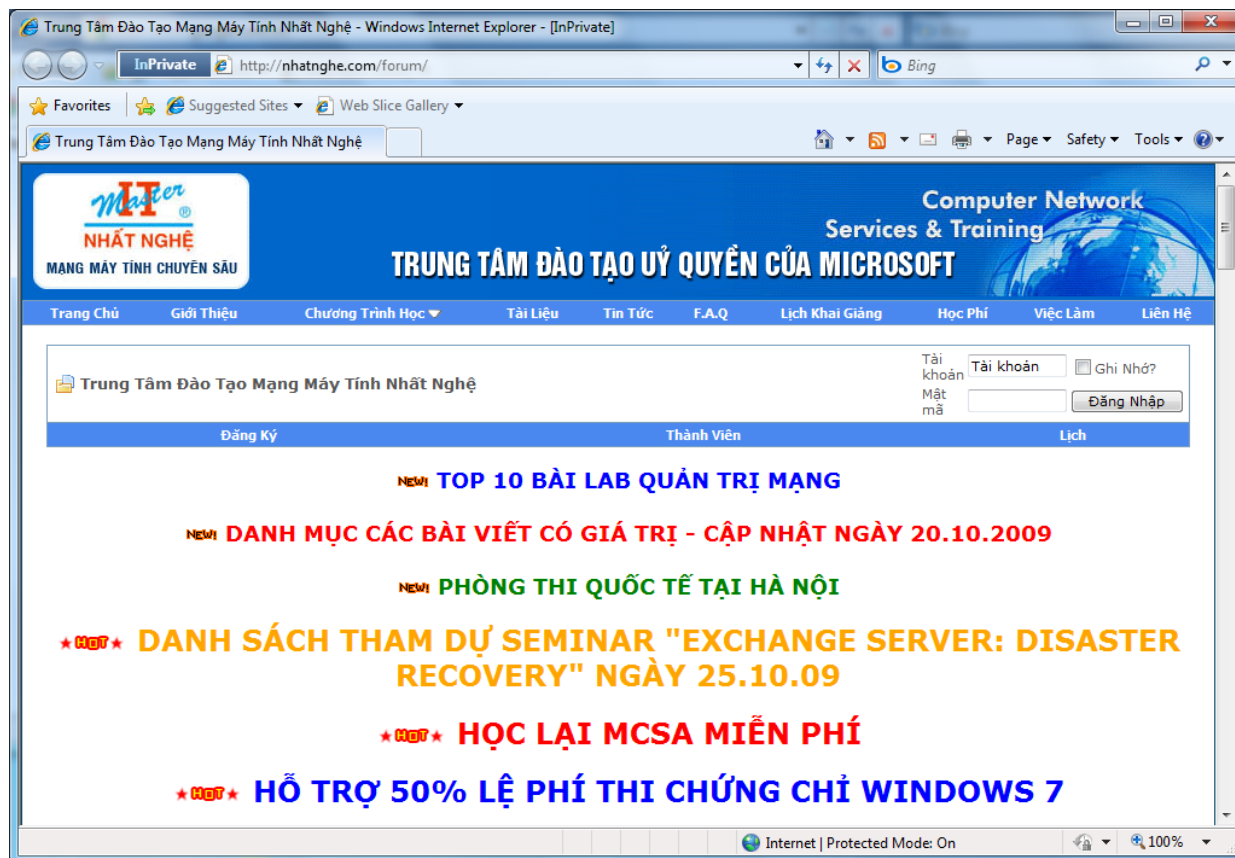 Trung Tâm Đào Tạo Mạng Máy Tính Nhất Nghệ - Windows Internet Explorer - [InPrivate]
InPrivate http://nhatnghe.com/forum/ Bing
Favorites Suggested Sites Web Slice Gallery
Trung Tâm Đào Tạo Mạng Máy Tính Nhất Nghệ Page Safety Tools
Master IT ®
NHẤT NGHỆ
MẠNG MÁY TÍNH CHUYÊN SÂU
Computer Network
Services & Training
TRUNG TÂM ĐÀO TẠO UỶ QUYỀN CỦA MICROSOFT
Trang Chủ Giới Thiệu Chương Trình Học Tài Liệu Tin Tức F.A.Q Lịch Khai Giảng Học Phí Việc Làm Liên Hệ
Trung Tâm Đào Tạo Mạng Máy Tính Nhất Nghệ
Tài khoản Tài khoản Ghi Nhớ?
Mật mã Đăng Nhập
Đăng Ký Thành Viên Lịch
NEW! TOP 10 BÀI LAB QUẢN TRỊ MẠNG
NEW! DANH MỤC CÁC BÀI VIẾT CÓ GIÁ TRỊ - CẬP NHẬT NGÀY 20.10.2009
NEW! PHÒNG THI QUỐC TẾ TẠI HÀ NỘI
HOT DANH SÁCH THAM DỰ SEMINAR "EXCHANGE SERVER: DISASTER
RECOVERY" NGÀY 25.10.09
HOT HỌC LẠI MCSA MIỄN PHÍ
HOT HỖ TRỢ 50% LỆ PHÍ THI CHỨNG CHỈ WINDOWS 7
Internet | Protected Mode: On 100%